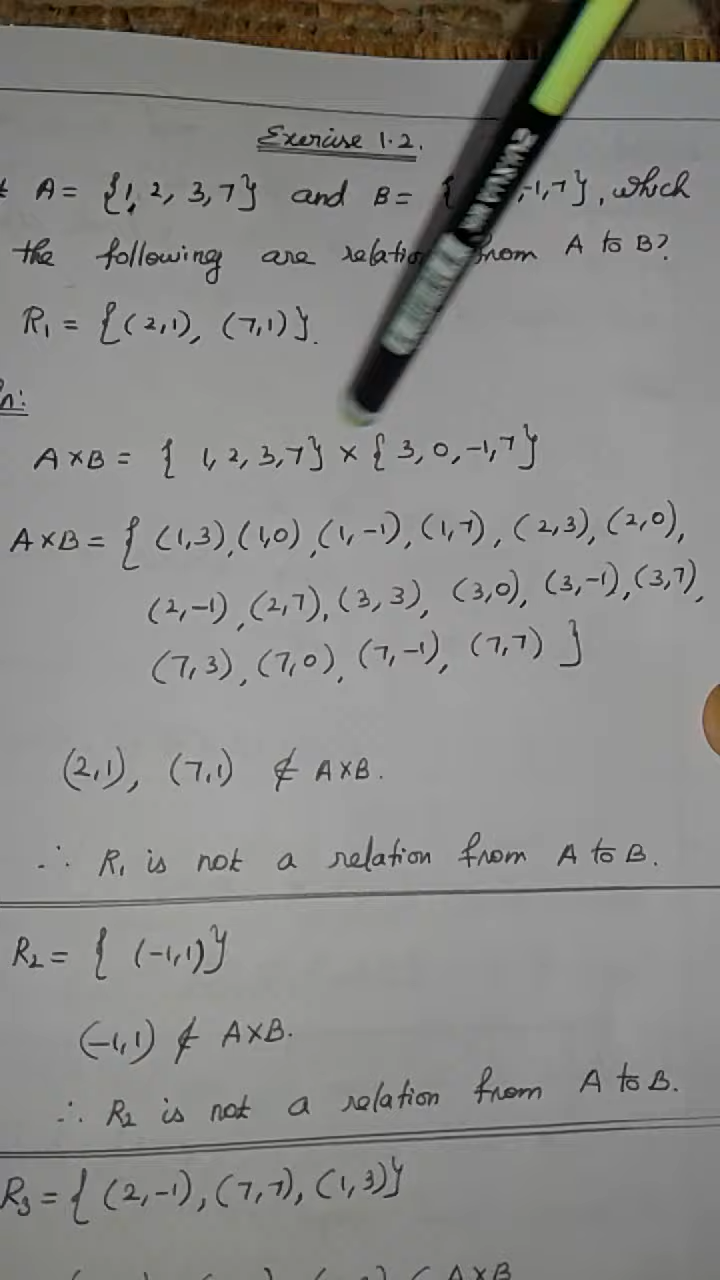 Exercise 1.2.
A = {1, 2, 3, 7} and B = { , -1, 7}, which
the following are from A to B?
R₁ = {(2,1), (7,1)}.
A×B = { 1, 2, 3, 7} × { 3, 0, -1, 7}
A×B = { (1,3), (1,0), (1,-1), (1,7), (2,3), (2,0),
(2,-1), (2,7), (3,3), (3,0), (3,-1), (3,7),
(7,3), (7,0), (7,-1), (7,7) }
(2,1), (7,1) ∉ A×B.
∴ R₁ is not a relation from A to B.
R₂ = { (-1,1)}
(-1,1) ∉ A×B.
∴ R₂ is not a relation from A to B.
R₃ = { (2,-1), (7,7), (1,3)}
A×B